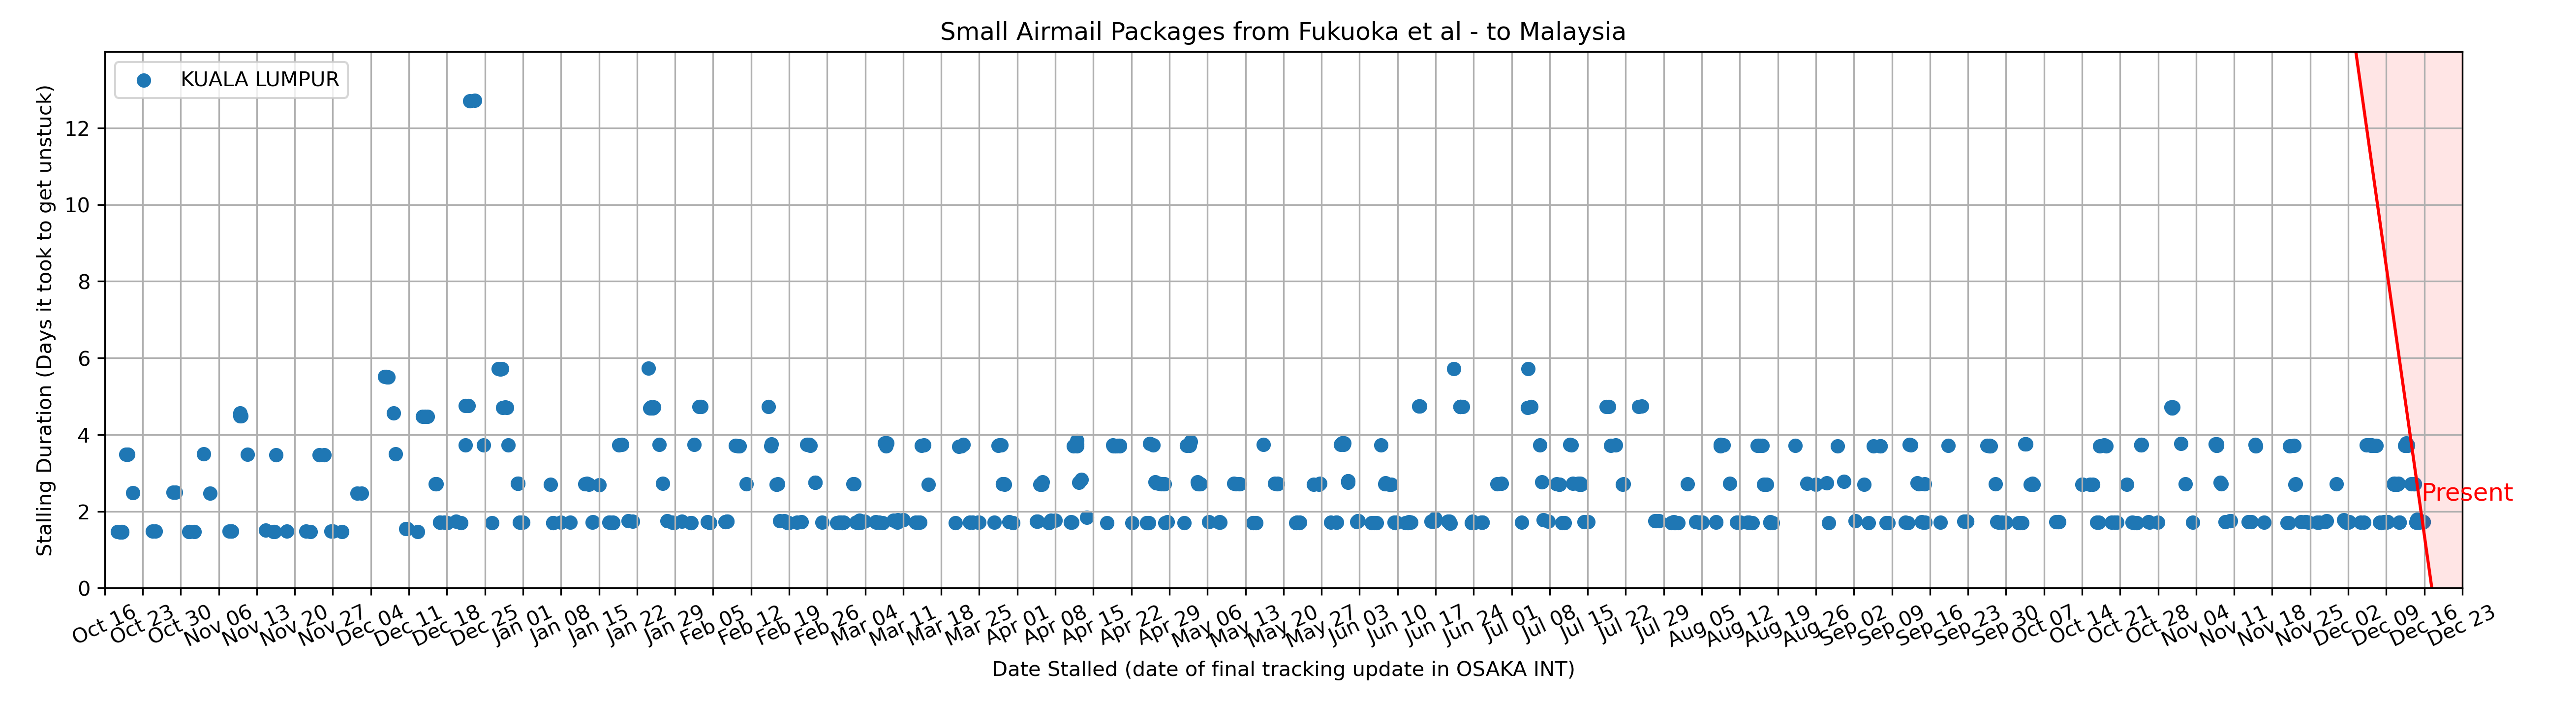 Small Airmail Packages from Fukuoka et al - to Malaysia
KUALA LUMPUR
Stalling Duration (Days it took to get unstuck)
12
10
8
6
4
2
0
Present
Oct 16
Oct 23
Oct 30
Nov 06
Nov 13
Nov 20
Nov 27
Dec 04
Dec 11
Dec 18
Dec 25
Jan 01
Jan 08
Jan 15
Jan 22
Jan 29
Feb 05
Feb 12
Feb 19
Feb 26
Mar 04
Mar 11
Mar 18
Mar 25
Apr 01
Apr 08
Apr 15
Apr 22
Apr 29
May 06
May 13
May 20
May 27
Jun 03
Jun 10
Jun 17
Jun 24
Jul 01
Jul 08
Jul 15
Jul 22
Jul 29
Aug 05
Aug 12
Aug 19
Aug 26
Sep 02
Sep 09
Sep 16
Sep 23
Sep 30
Oct 07
Oct 14
Oct 21
Oct 28
Nov 04
Nov 11
Nov 18
Nov 25
Dec 02
Dec 09
Dec 16
Dec 23
Date Stalled (date of final tracking update in OSAKA INT)